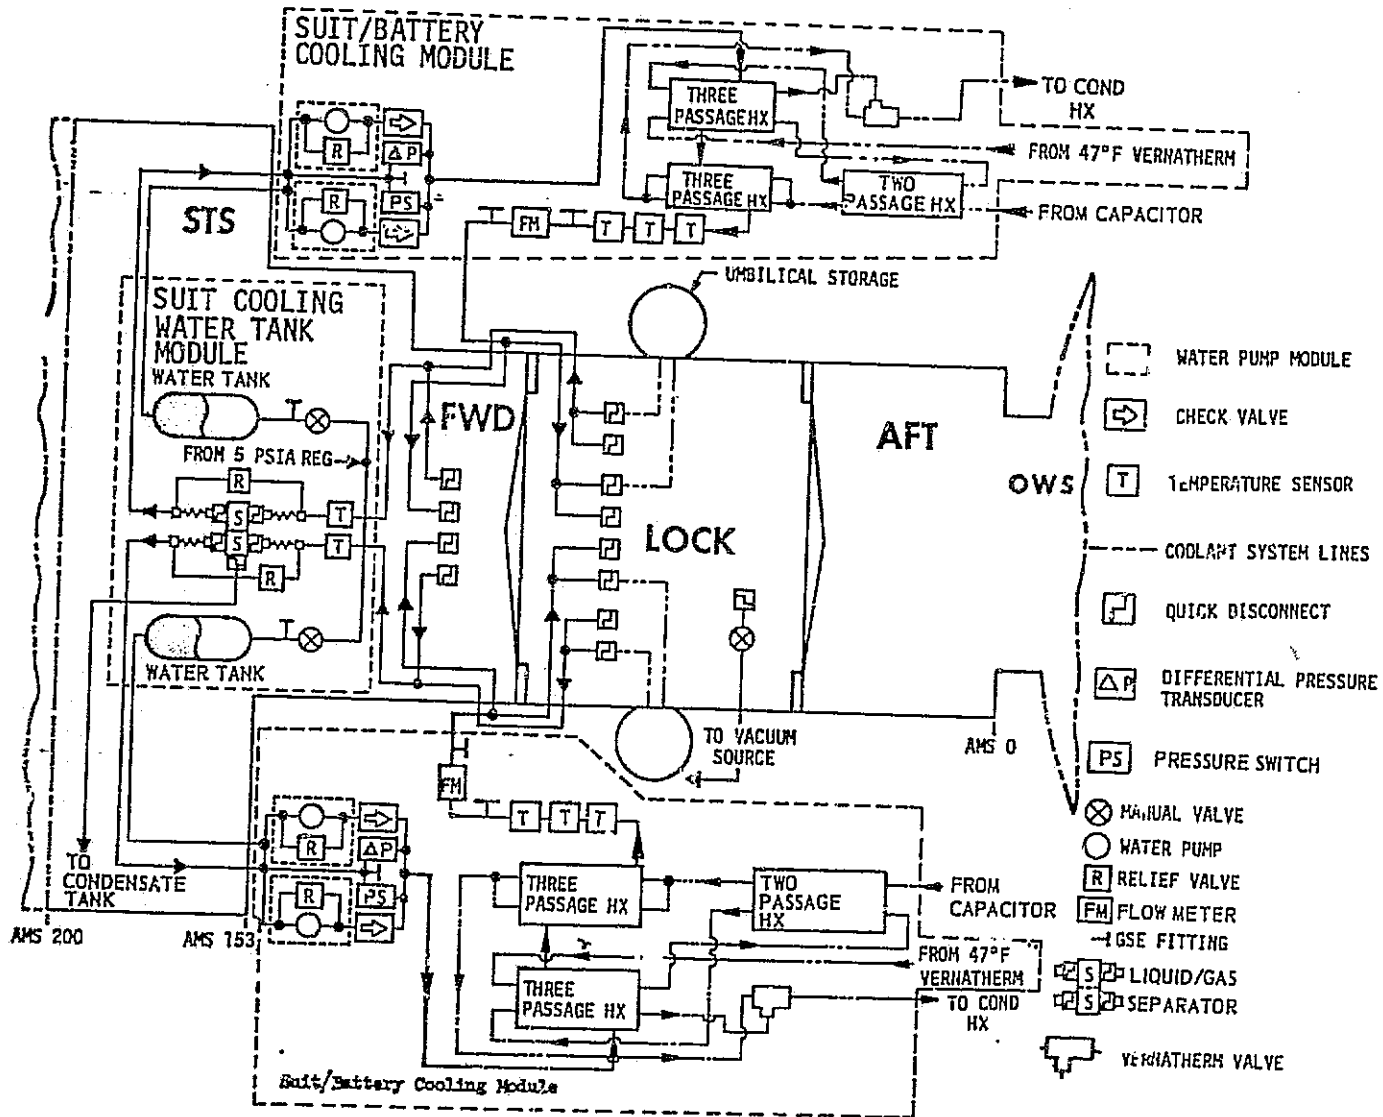 SUIT/BATTERY
COOLING MODULE
THREE
PASSAGE HX
TO COND
HX
FROM 47°F VERNATHERM
R
ΔP
THREE
PASSAGE HX
TWO
PASSAGE HX
FROM CAPACITOR
R
PS
STS
FM
T
T
T
UMBILICAL STORAGE
SUIT COOLING
WATER TANK
MODULE
WATER TANK
FWD
LOCK
AFT
OWS
FROM 5 PSIA REG
R
S
T
S
T
R
WATER TANK
TO VACUUM
SOURCE
AMS 0
WATER PUMP MODULE
CHECK VALVE
T
TEMPERATURE SENSOR
COOLANT SYSTEM LINES
QUICK DISCONNECT
ΔP
DIFFERENTIAL PRESSURE
TRANSDUCER
PS
PRESSURE SWITCH
MANUAL VALVE
WATER PUMP
R
RELIEF VALVE
FM
FLOW METER
GSE FITTING
S
LIQUID/GAS
S
SEPARATOR
VERNATHERM VALVE
FM
T
T
T
R
ΔP
R
PS
TO
CONDENSATE
TANK
AMS 200
AMS 153
THREE
PASSAGE HX
TWO
PASSAGE
HX
FROM
CAPACITOR
THREE
PASSAGE HX
FROM 47°F
VERNATHERM
TO COND
HX
Suit/Battery Cooling Module